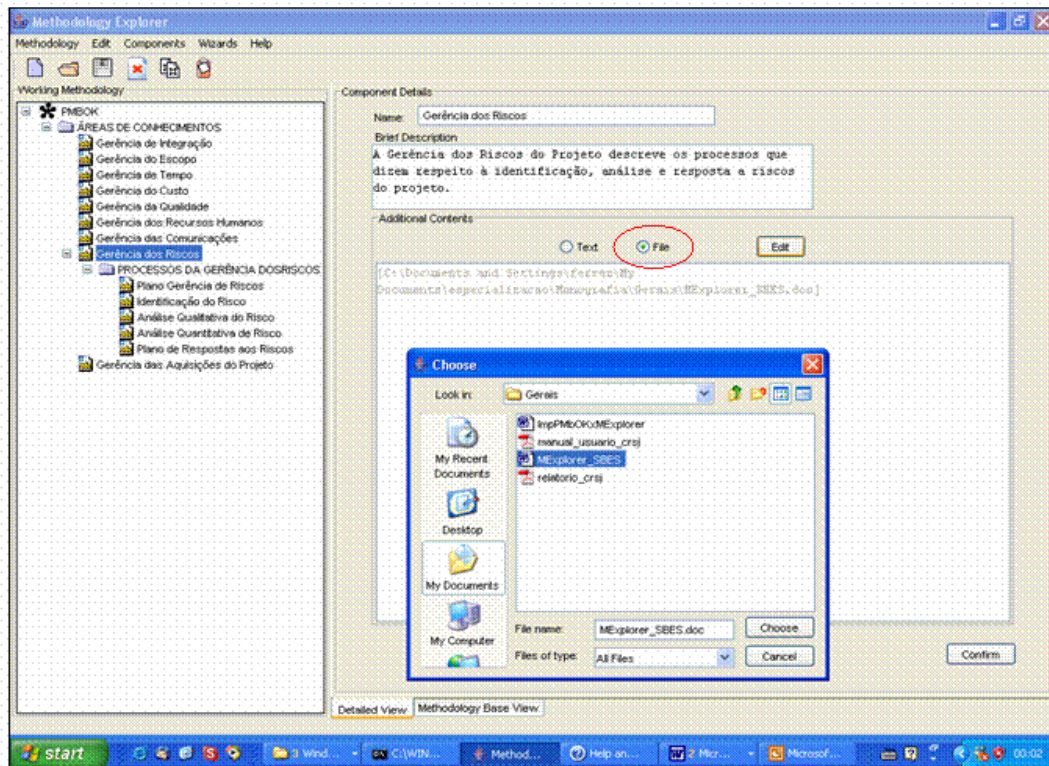 Methodology Explorer
Methodology Edit Components Wizards Help
Working Methodology
PMBOK
ÁREAS DE CONHECIMENTOS
Gerência de Integração
Gerência do Escopo
Gerência de Tempo
Gerência do Custo
Gerência da Qualidade
Gerência dos Recursos Humanos
Gerência das Comunicações
Gerência dos Riscos
PROCESSOS DA GERÊNCIA DOSRISCOS
Plano Gerência de Riscos
Identificação do Risco
Análise Qualitativa do Risco
Análise Quantitativa de Risco
Plano de Respostas aos Riscos
Gerência das Aquisições do Projeto
Component Details
Name: Gerência dos Riscos
Brief Description
A Gerência dos Riscos do Projeto descreve os processos que
dizem respeito à identificação, análise e resposta a riscos
do projeto.
Additional Contents
Text File Edit
[C:\Documents and Settings\ferraz\My
Documents\especializacao\Monografia\Gerais\MExplorer_SBES.doc]
Choose
Look in: Gerais
My Recent
Documents
Desktop
My Documents
My Computer
ImpPMbOKxMExplorer
manual_usuario_crsj
MExplorer_SBES
relatorio_crsj
File name: MExplorer_SBES.doc Choose
Files of type: All Files Cancel
Confirm
Detailed View Methodology Base View
start 3 Wind... C:\WIN... Method... Help an... 2 Micr... Microsof... 00:02